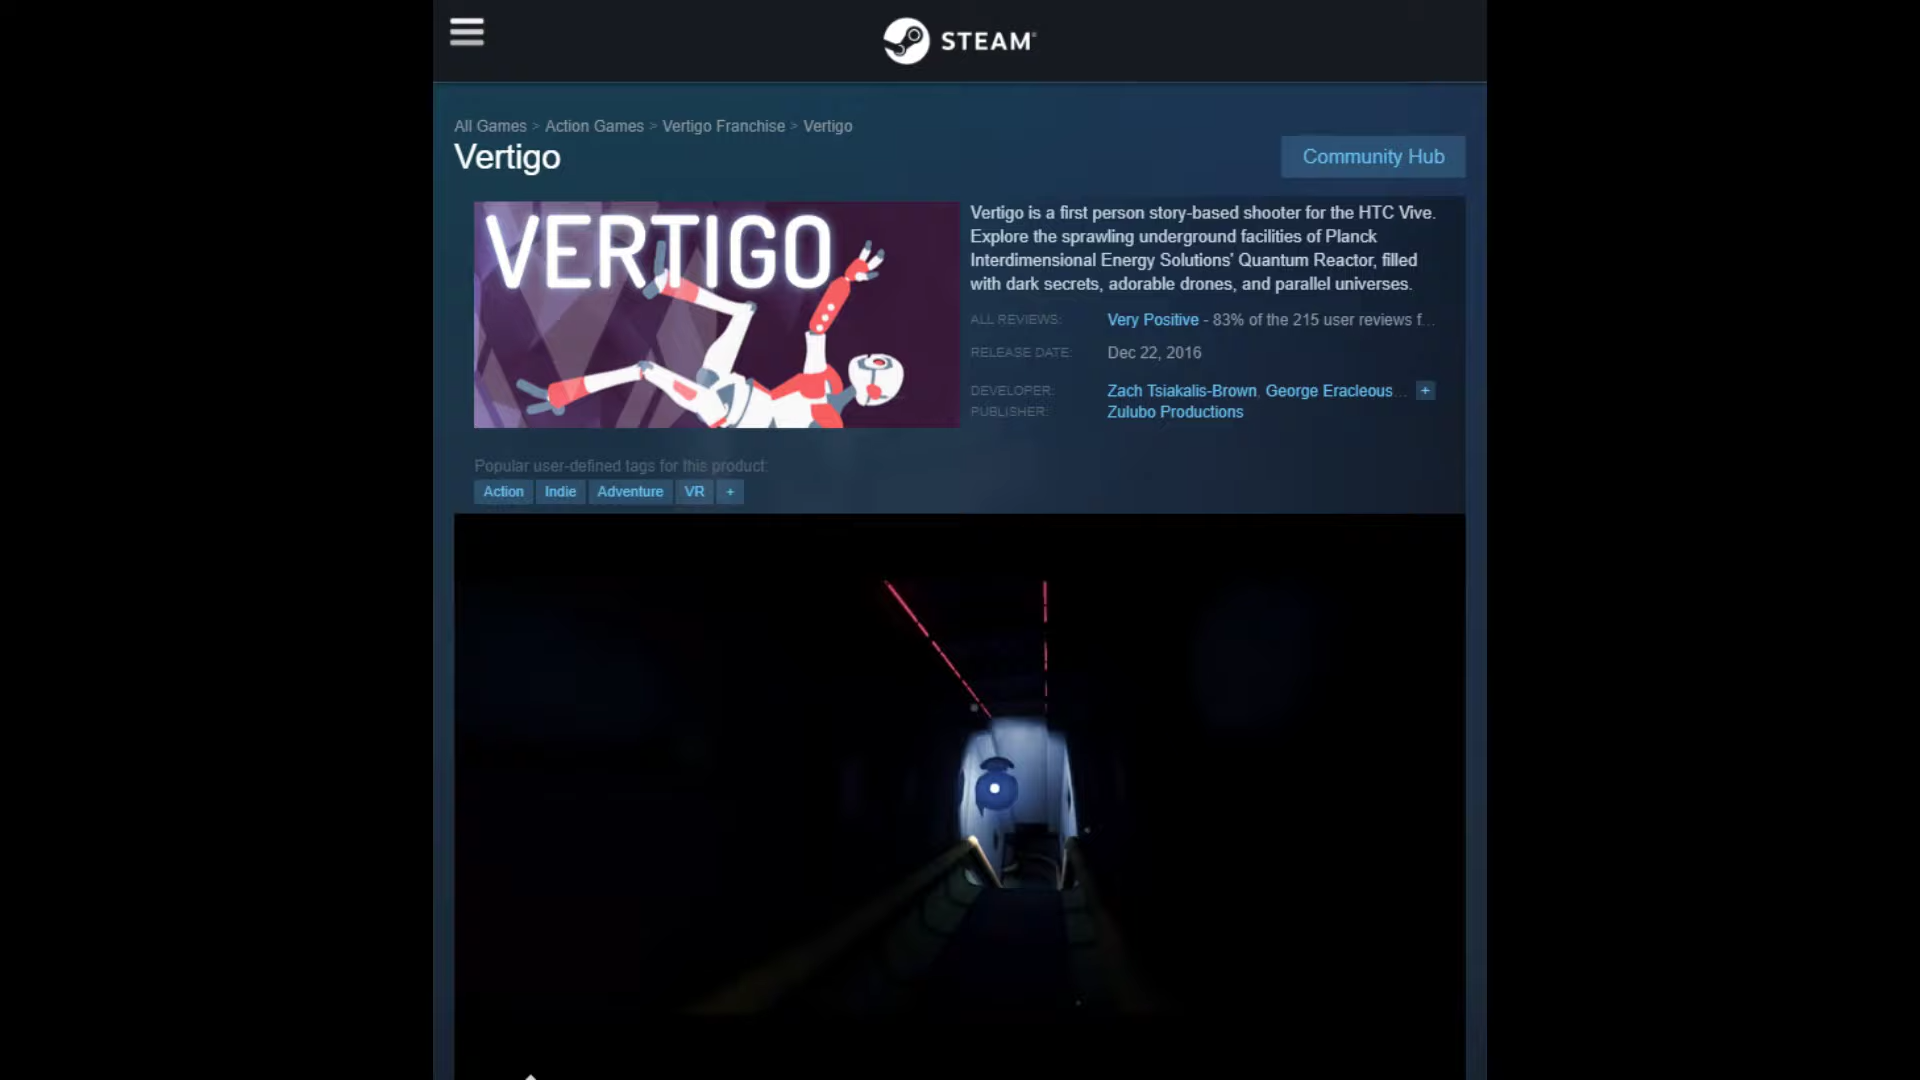 STEAM
All Games > Action Games > Vertigo Franchise > Vertigo
Vertigo
Community Hub
VERTIGO
Vertigo is a first person story-based shooter for the HTC Vive.
Explore the sprawling underground facilities of Planck
Interdimensional Energy Solutions' Quantum Reactor, filled
with dark secrets, adorable drones, and parallel universes.
ALL REVIEWS: Very Positive - 83% of the 215 user reviews f...
RELEASE DATE: Dec 22, 2016
DEVELOPER: Zach Tsiakalis-Brown, George Eracleous... +
PUBLISHER: Zulubo Productions
Popular user-defined tags for this product:
Action Indie Adventure VR +